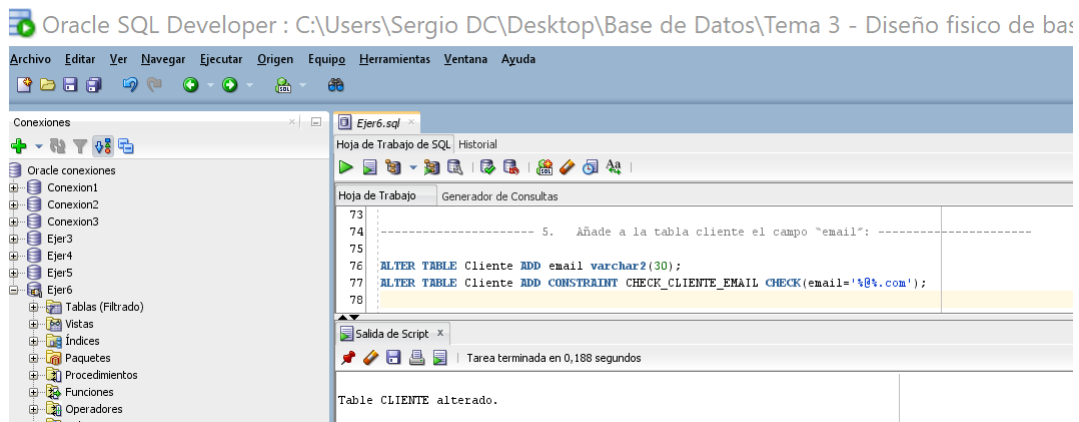 Oracle SQL Developer : C:\Users\Sergio DC\Desktop\Base de Datos\Tema 3 - Diseño fisico de bas
Archivo Editar Ver Navegar Ejecutar Origen Equipo Herramientas Ventana Ayuda
Conexiones
Oracle conexiones
Conexion1
Conexion2
Conexion3
Ejer3
Ejer4
Ejer5
Ejer6
Tablas (Filtrado)
Vistas
Índices
Paquetes
Procedimientos
Funciones
Operadores
Ejer6.sql
Hoja de Trabajo de SQL Historial
Hoja de Trabajo Generador de Consultas
73
74 ---------------------- 5. Añade a la tabla cliente el campo “email”: ----------------------
75
76 ALTER TABLE Cliente ADD email varchar2(30);
77 ALTER TABLE Cliente ADD CONSTRAINT CHECK_CLIENTE_EMAIL CHECK(email='%@%.com');
78
Salida de Script
Tarea terminada en 0,188 segundos
Table CLIENTE alterado.